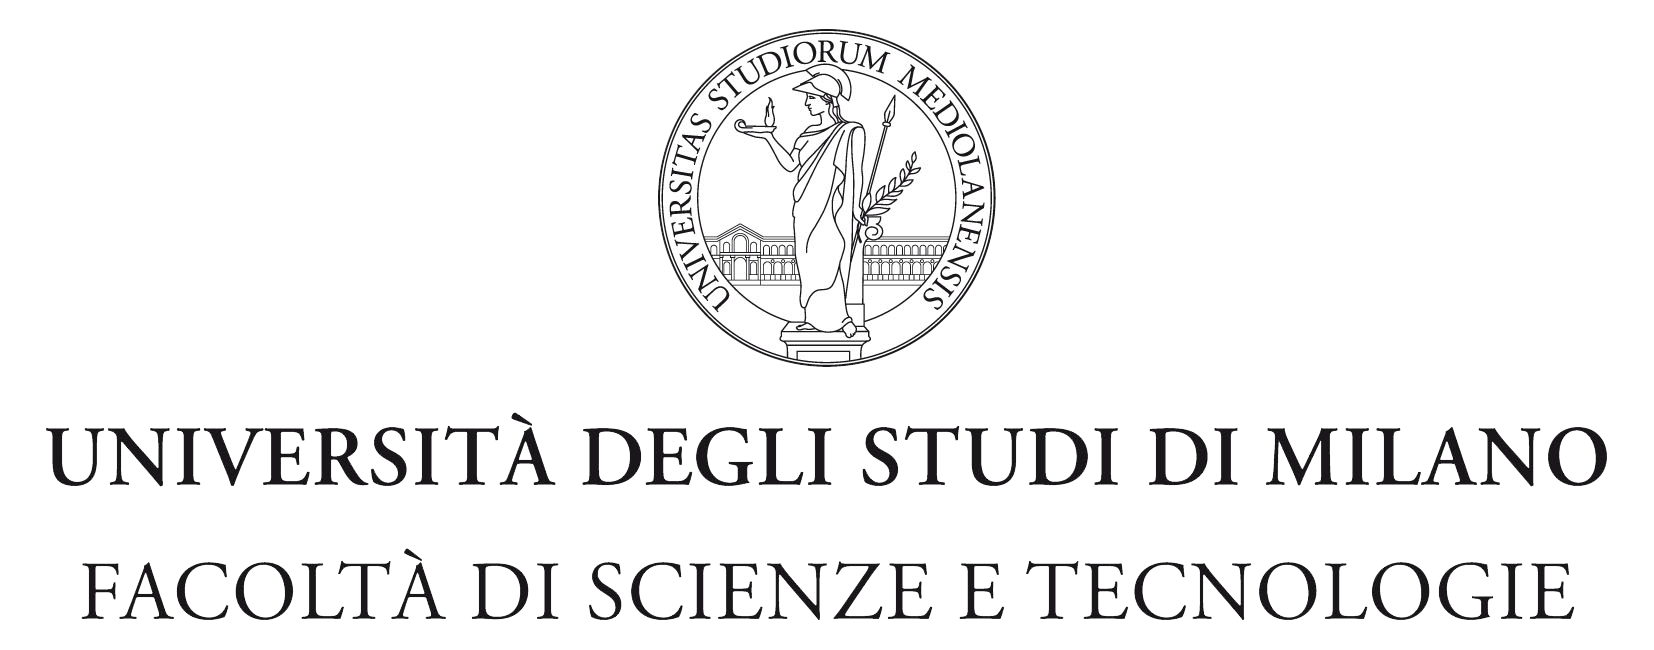 UNIVERSITAS STUDIORUM MEDIOLANENSIS
UNIVERSITÀ DEGLI STUDI DI MILANO
FACOLTÀ DI SCIENZE E TECNOLOGIE